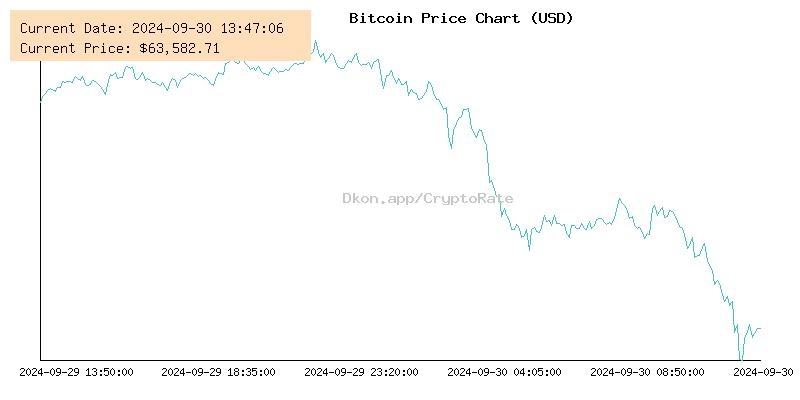 Bitcoin Price Chart (USD)
Current Date: 2024-09-30 13:47:06
Current Price: $63,582.71
Dkon.app/CryptoRate
2024-09-29 13:50:00 2024-09-29 18:35:00 2024-09-29 23:20:00 2024-09-30 04:05:00 2024-09-30 08:50:00 2024-09-30